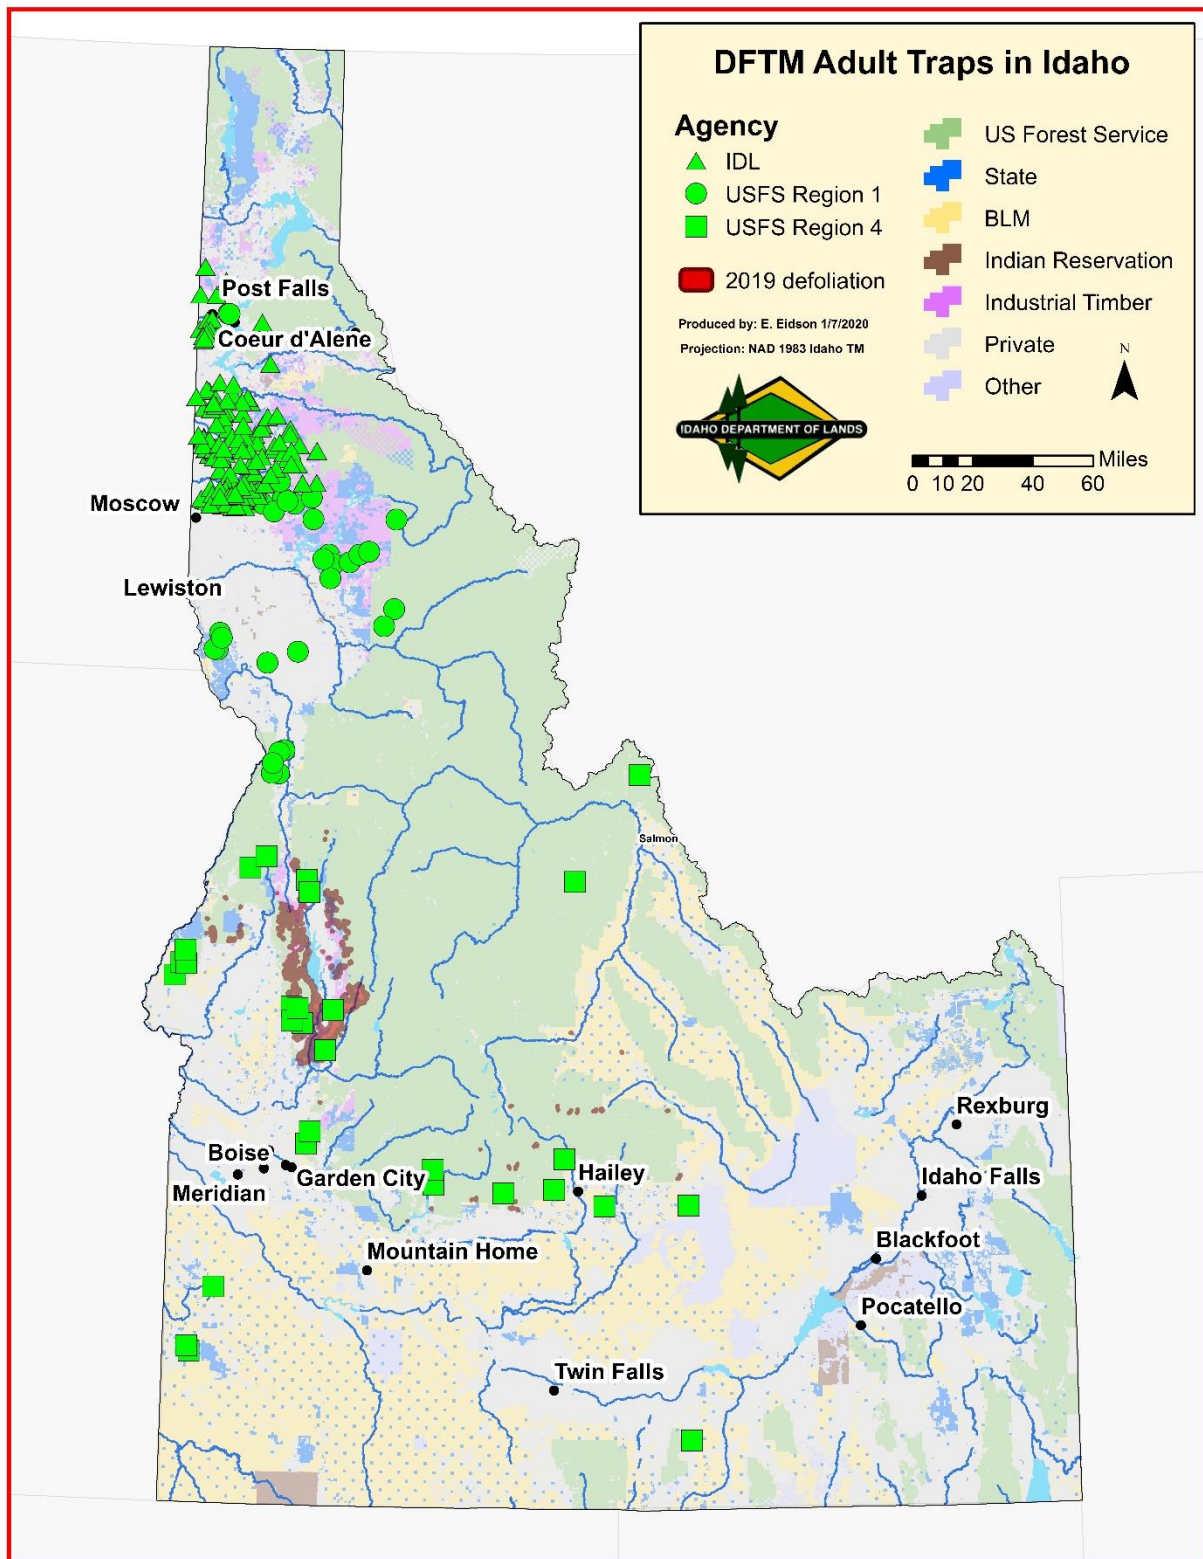 DFTM Adult Traps in Idaho
Agency
IDL
USFS Region 1
USFS Region 4
2019 defoliation
Produced by: E. Eidson 1/7/2020
Projection: NAD 1983 Idaho TM
IDAHO DEPARTMENT OF LANDS
US Forest Service
State
BLM
Indian Reservation
Industrial Timber
Private
Other
N
Miles
0 10 20 40 60
Post Falls
Coeur d'Alene
Moscow
Lewiston
Salmon
Rexburg
Boise
Garden City
Hailey
Idaho Falls
Meridian
Mountain Home
Blackfoot
Pocatello
Twin Falls